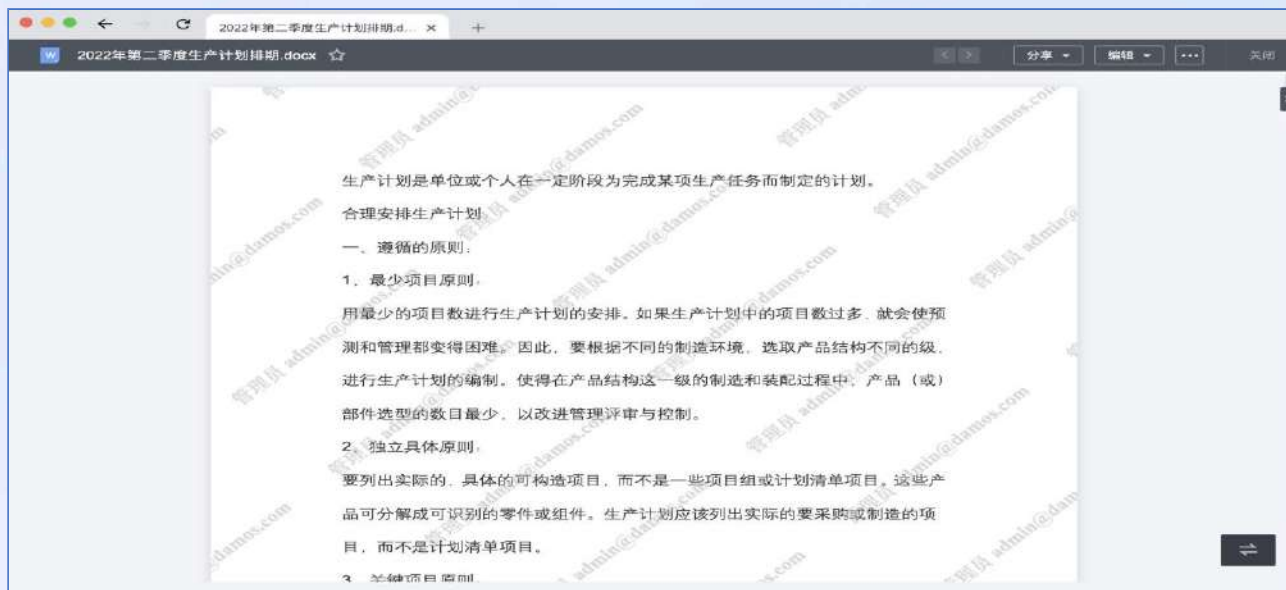 2022年第二季度生产计划排期.d...
2022年第二季度生产计划排期.docx
分享
编辑
关闭
生产计划是单位或个人在一定阶段为完成某项生产任务而制定的计划。
合理安排生产计划
一、遵循的原则:
1、最少项目原则:
用最少的项目数进行生产计划的安排。如果生产计划中的项目数过多,就会使预
测和管理都变得困难。因此,要根据不同的制造环境,选取产品结构不同的级,
进行生产计划的编制。使得在产品结构这一级的制造和装配过程中,产品(或)
部件选型的数目最少,以改进管理评审与控制。
2、独立具体原则:
要列出实际的、具体的可构造项目,而不是一些项目组或计划清单项目。这些产
品可分解成可识别的零件或组件。生产计划应该列出实际的要采购或制造的项
目,而不是计划清单项目。
3、关键项目原则
管理员 admin@damos.com